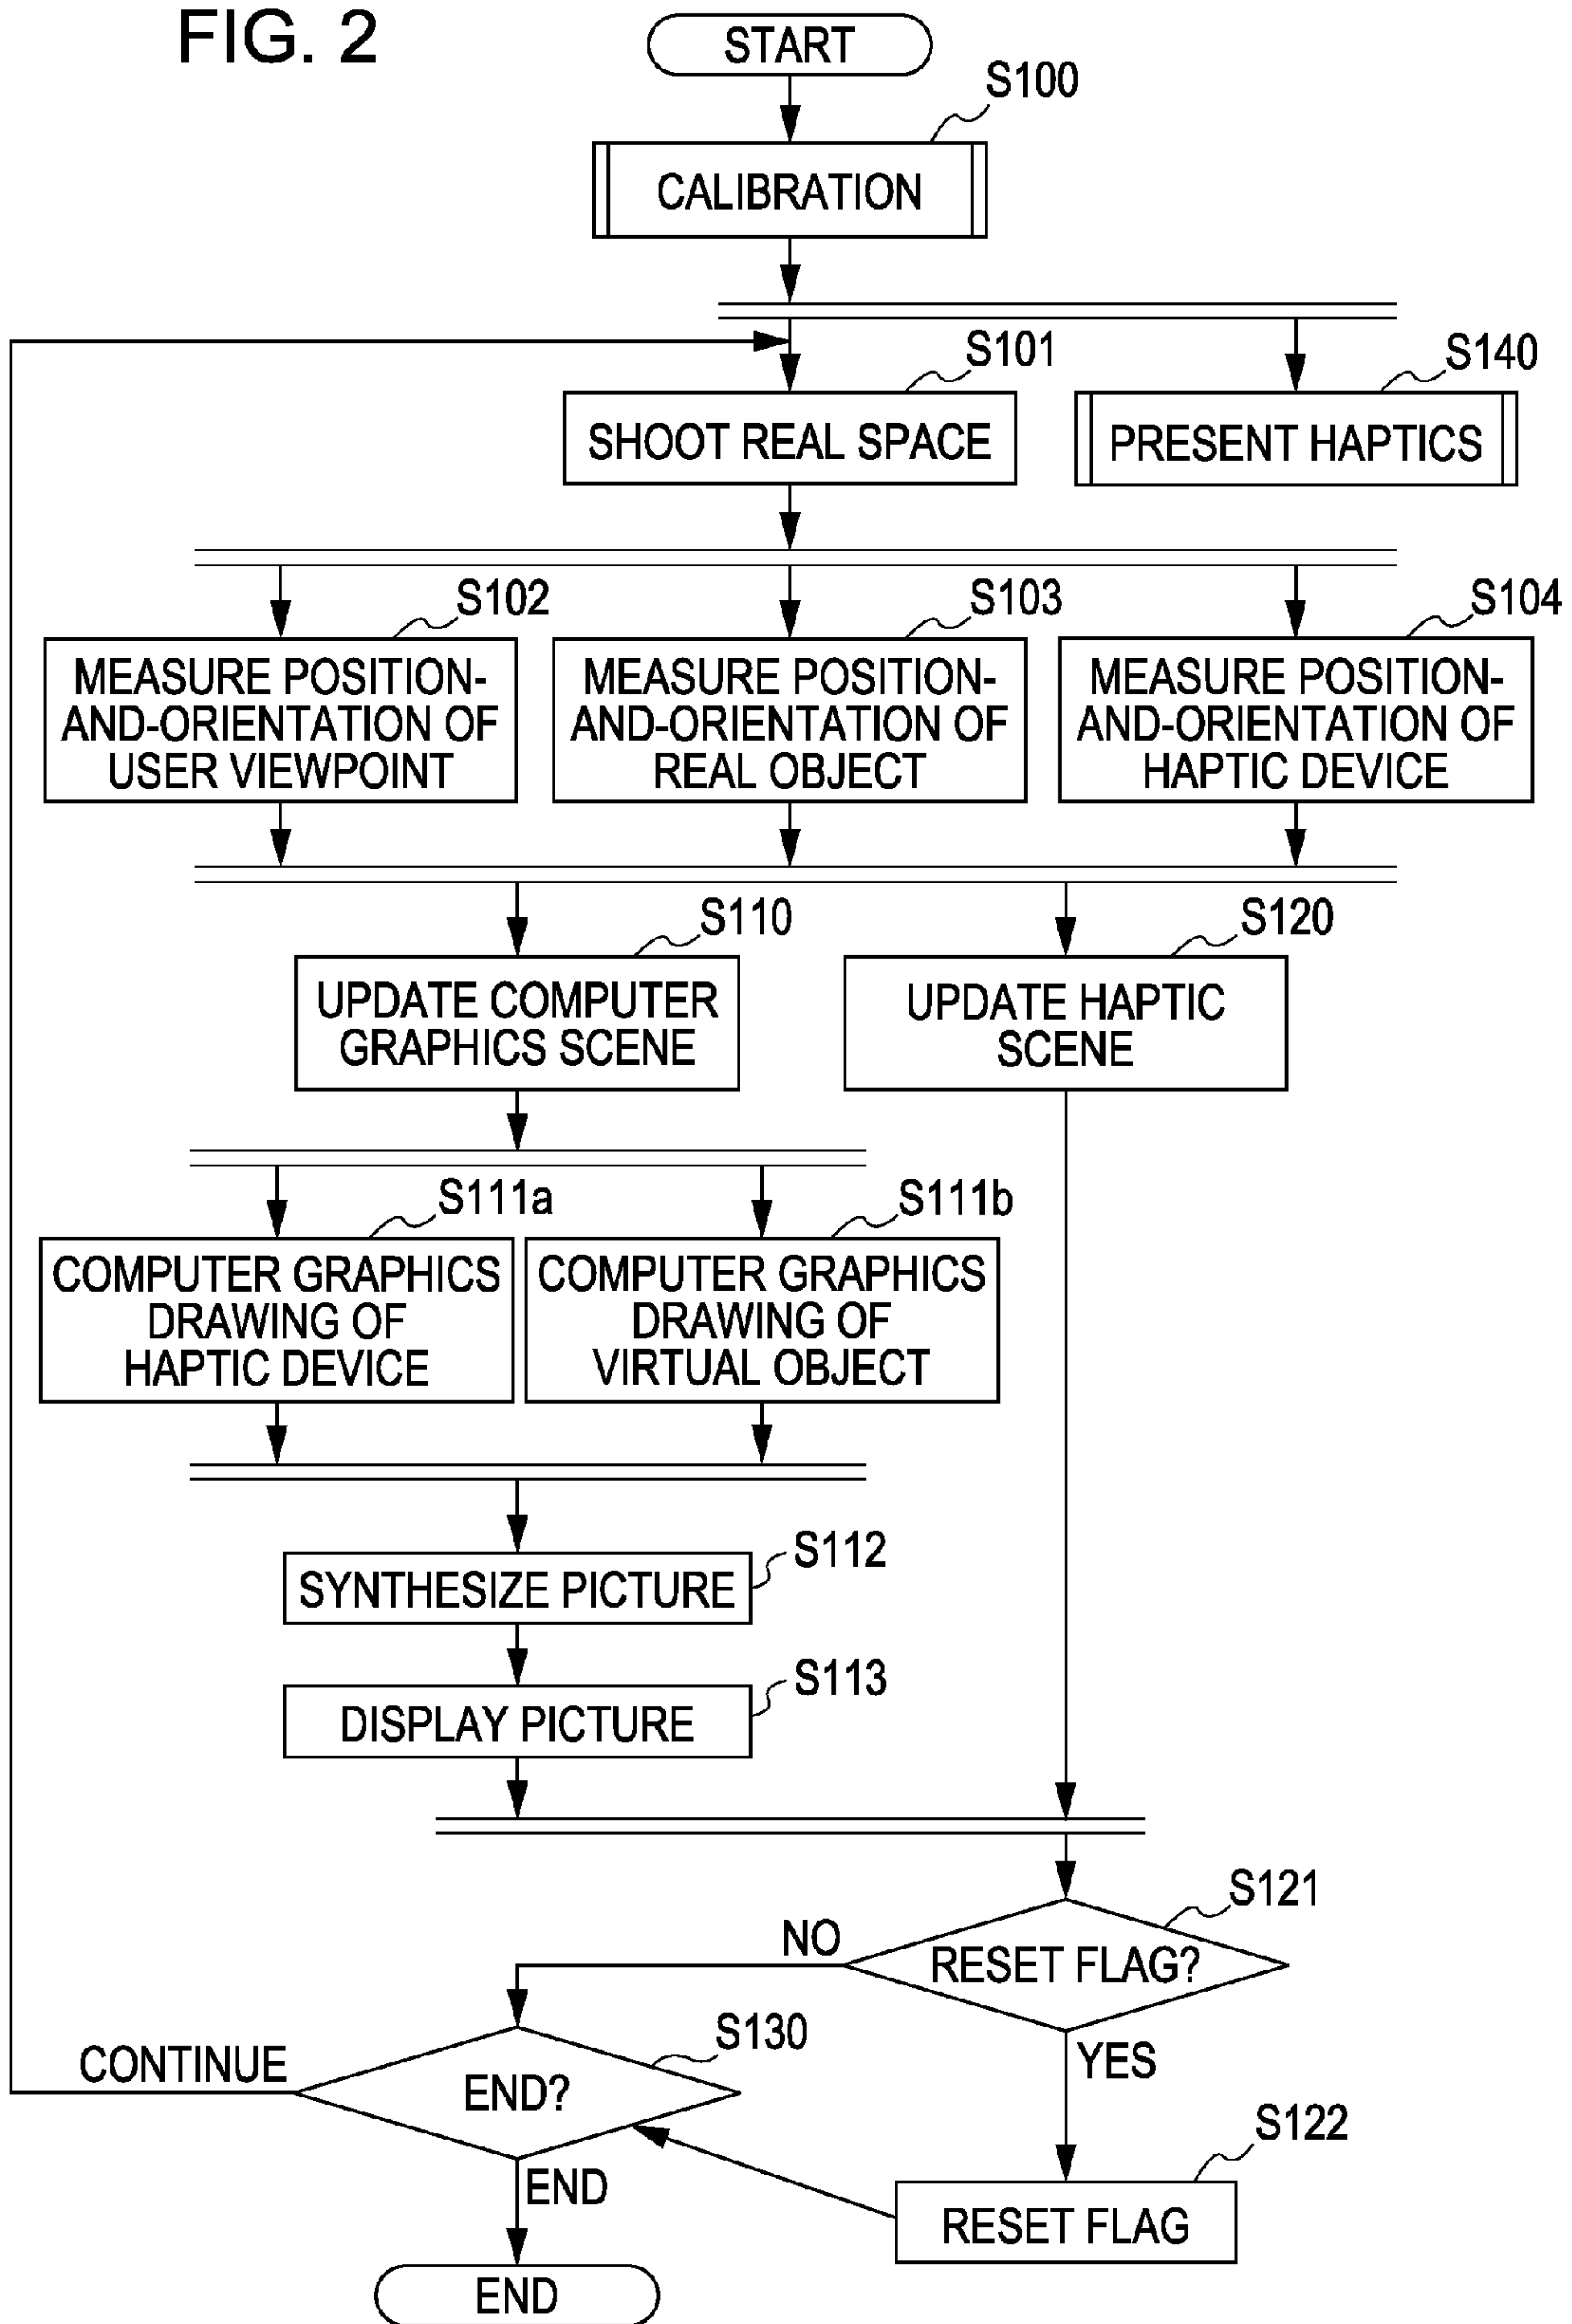 FIG. 2
START
S100
CALIBRATION
S101
S140
SHOOT REAL SPACE
PRESENT HAPTICS
S102
S103
S104
MEASURE POSITION-
AND-ORIENTATION OF
USER VIEWPOINT
MEASURE POSITION-
AND-ORIENTATION OF
REAL OBJECT
MEASURE POSITION-
AND-ORIENTATION OF
HAPTIC DEVICE
S110
S120
UPDATE COMPUTER
GRAPHICS SCENE
UPDATE HAPTIC
SCENE
S111a
S111b
COMPUTER GRAPHICS
DRAWING OF
HAPTIC DEVICE
COMPUTER GRAPHICS
DRAWING OF
VIRTUAL OBJECT
S112
SYNTHESIZE PICTURE
S113
DISPLAY PICTURE
S121
NO
RESET FLAG?
S130
CONTINUE
YES
END?
S122
END
RESET FLAG
END